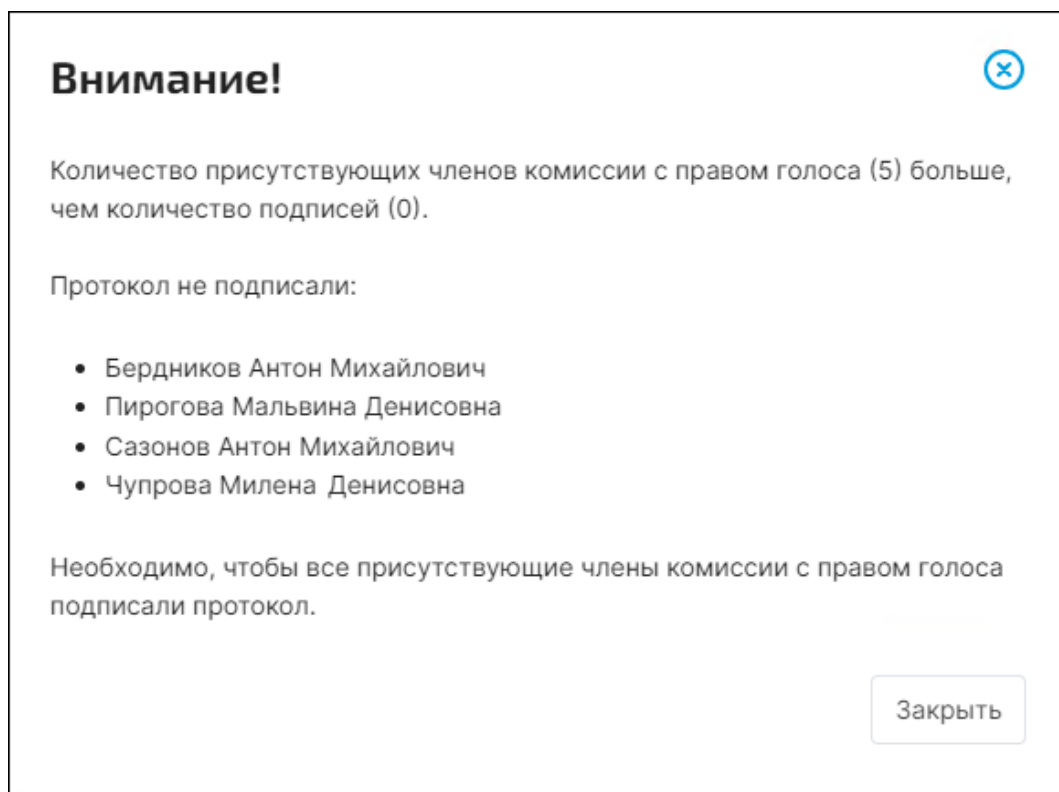 Внимание!
Количество присутствующих членов комиссии с правом голоса (5) больше,
чем количество подписей (0).
Протокол не подписали:
• Бердников Антон Михайлович
• Пирогова Мальвина Денисовна
• Сазонов Антон Михайлович
• Чупрова Милена Денисовна
Необходимо, чтобы все присутствующие члены комиссии с правом голоса
подписали протокол.
Закрыть